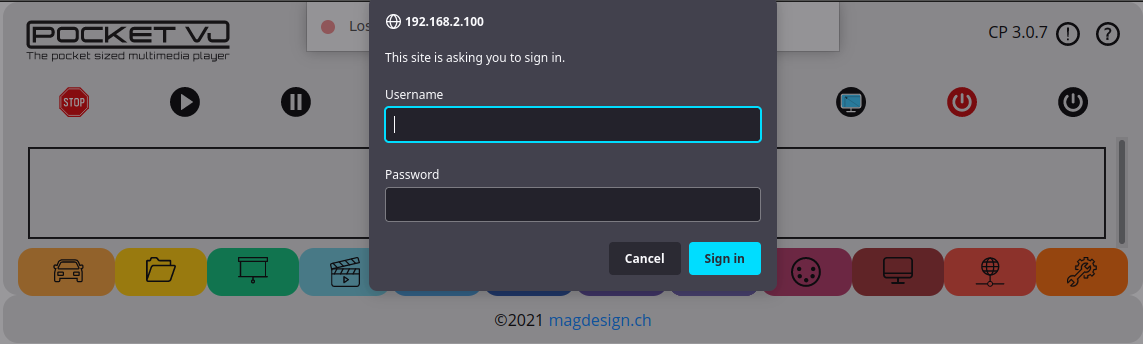 POCKET VJ
The pocket sized multimedia player
Los
192.168.2.100
This site is asking you to sign in.
Username
Password
Cancel
Sign in
CP 3.0.7
!
?
STOP
©2021 magdesign.ch